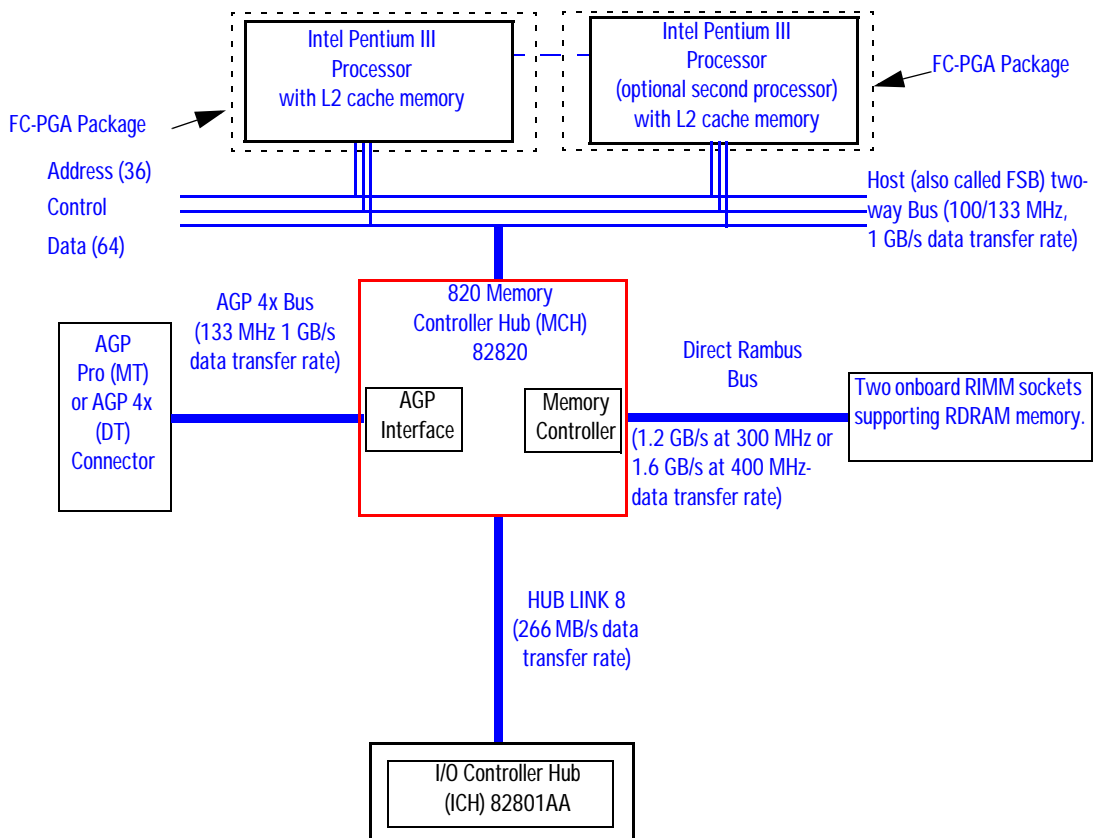 Intel Pentium III
Processor
with L2 cache memory
Intel Pentium III
Processor
(optional second processor)
with L2 cache memory
FC-PGA Package
FC-PGA Package
Address (36)
Control
Data (64)
Host (also called FSB) two-
way Bus (100/133 MHz,
1 GB/s data transfer rate)
820 Memory
Controller Hub (MCH)
82820
AGP 4x Bus
(133 MHz 1 GB/s
data transfer rate)
AGP
Pro (MT)
or AGP 4x
(DT)
Connector
AGP
Interface
Memory
Controller
Direct Rambus
Bus
(1.2 GB/s at 300 MHz or
1.6 GB/s at 400 MHz-
data transfer rate)
Two onboard RIMM sockets
supporting RDRAM memory.
HUB LINK 8
(266 MB/s data
transfer rate)
I/O Controller Hub
(ICH) 82801AA